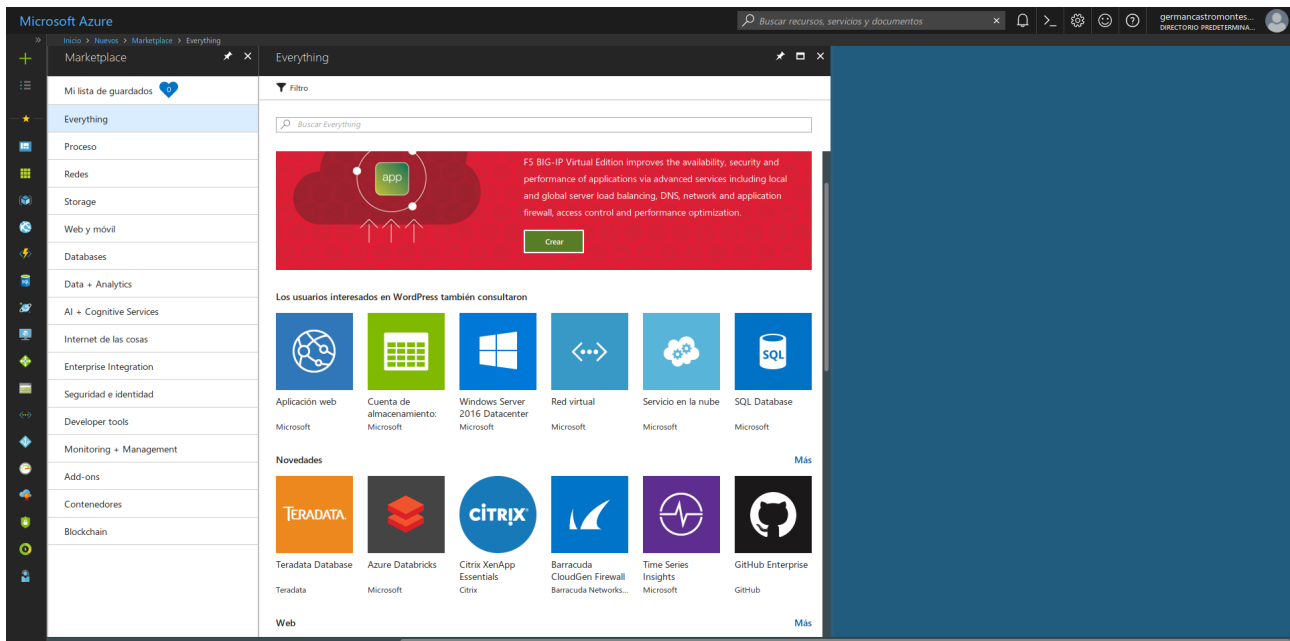 Microsoft Azure
Buscar recursos, servicios y documentos
germancastromontes...
DIRECTORIO PREDETERMINA...
Inicio > Nuevos > Marketplace > Everything
Marketplace
Mi lista de guardados 0
Everything
Proceso
Redes
Storage
Web y móvil
Databases
Data + Analytics
AI + Cognitive Services
Internet de las cosas
Enterprise Integration
Seguridad e identidad
Developer tools
Monitoring + Management
Add-ons
Contenedores
Blockchain
Everything
Filtro
Buscar Everything
app
F5 BIG-IP Virtual Edition improves the availability, security and
performance of applications via advanced services including local
and global server load balancing, DNS, network and application
firewall, access control and performance optimization.
Crear
Los usuarios interesados en WordPress también consultaron
SQL
Aplicación web
Microsoft
Cuenta de
almacenamiento:
Microsoft
Windows Server
2016 Datacenter
Microsoft
Red virtual
Microsoft
Servicio en la nube
Microsoft
SQL Database
Microsoft
Novedades
Más
TERADATA.
CİTRIX
Teradata Database
Teradata
Azure Databricks
Microsoft
Citrix XenApp
Essentials
Citrix
Barracuda
CloudGen Firewall
Barracuda Networks...
Time Series
Insights
Microsoft
GitHub Enterprise
GitHub
Web
Más